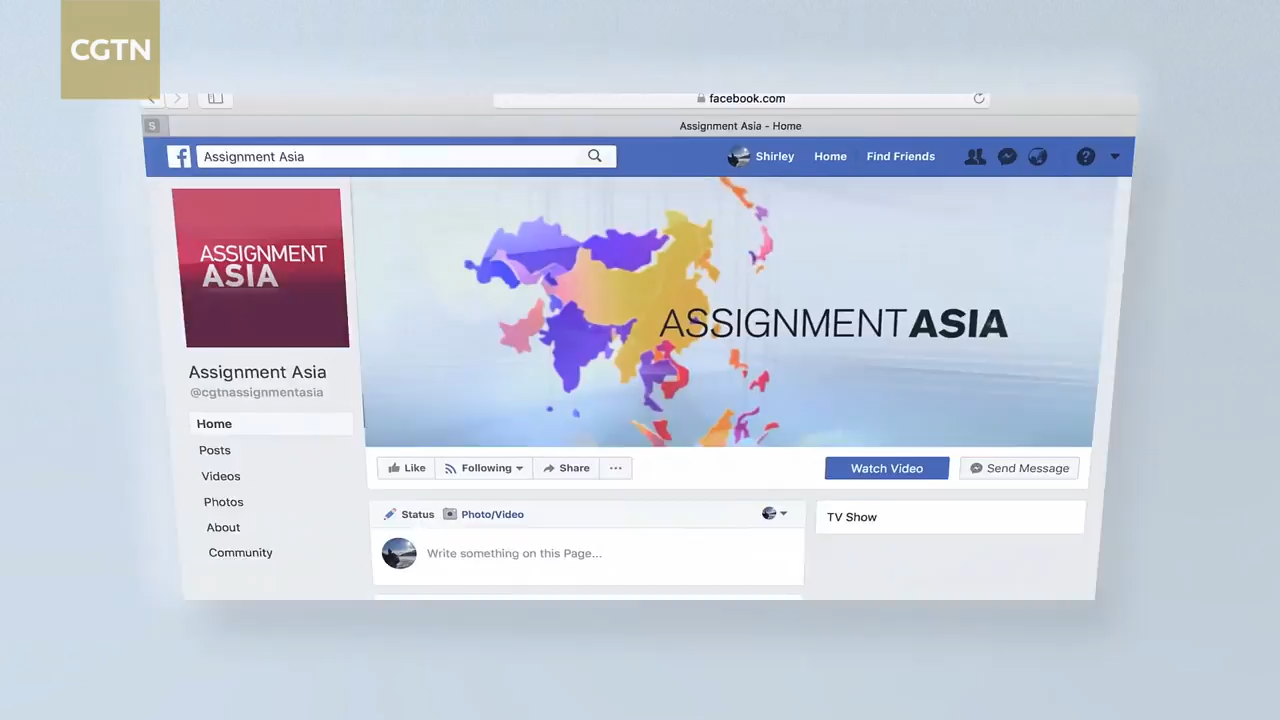 CGTN
facebook.com
S
Assignment Asia - Home
f
Assignment Asia
Shirley
Home
Find Friends
?
ASSIGNMENT
ASIA
ASSIGNMENT ASIA
Assignment Asia
@cgtnassignmentasia
Home
Posts
Videos
Photos
About
Community
Like
Following
Share
...
Watch Video
Send Message
Status
Photo/Video
Write something on this Page...
TV Show